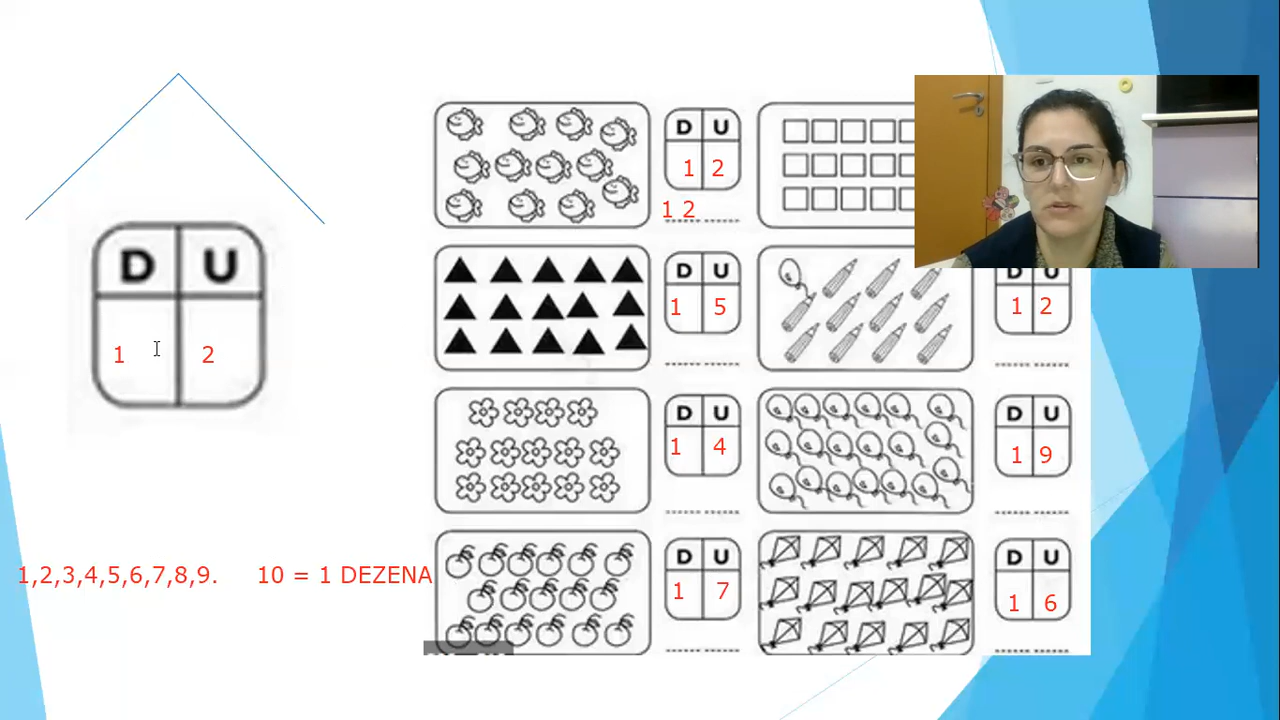 D U
1 2
1,2,3,4,5,6,7,8,9. 10 = 1 DEZENA
D U
1 2
1 2
D U
1 5
D U
1 2
D U
1 4
D U
1 9
D U
1 7
D U
1 6